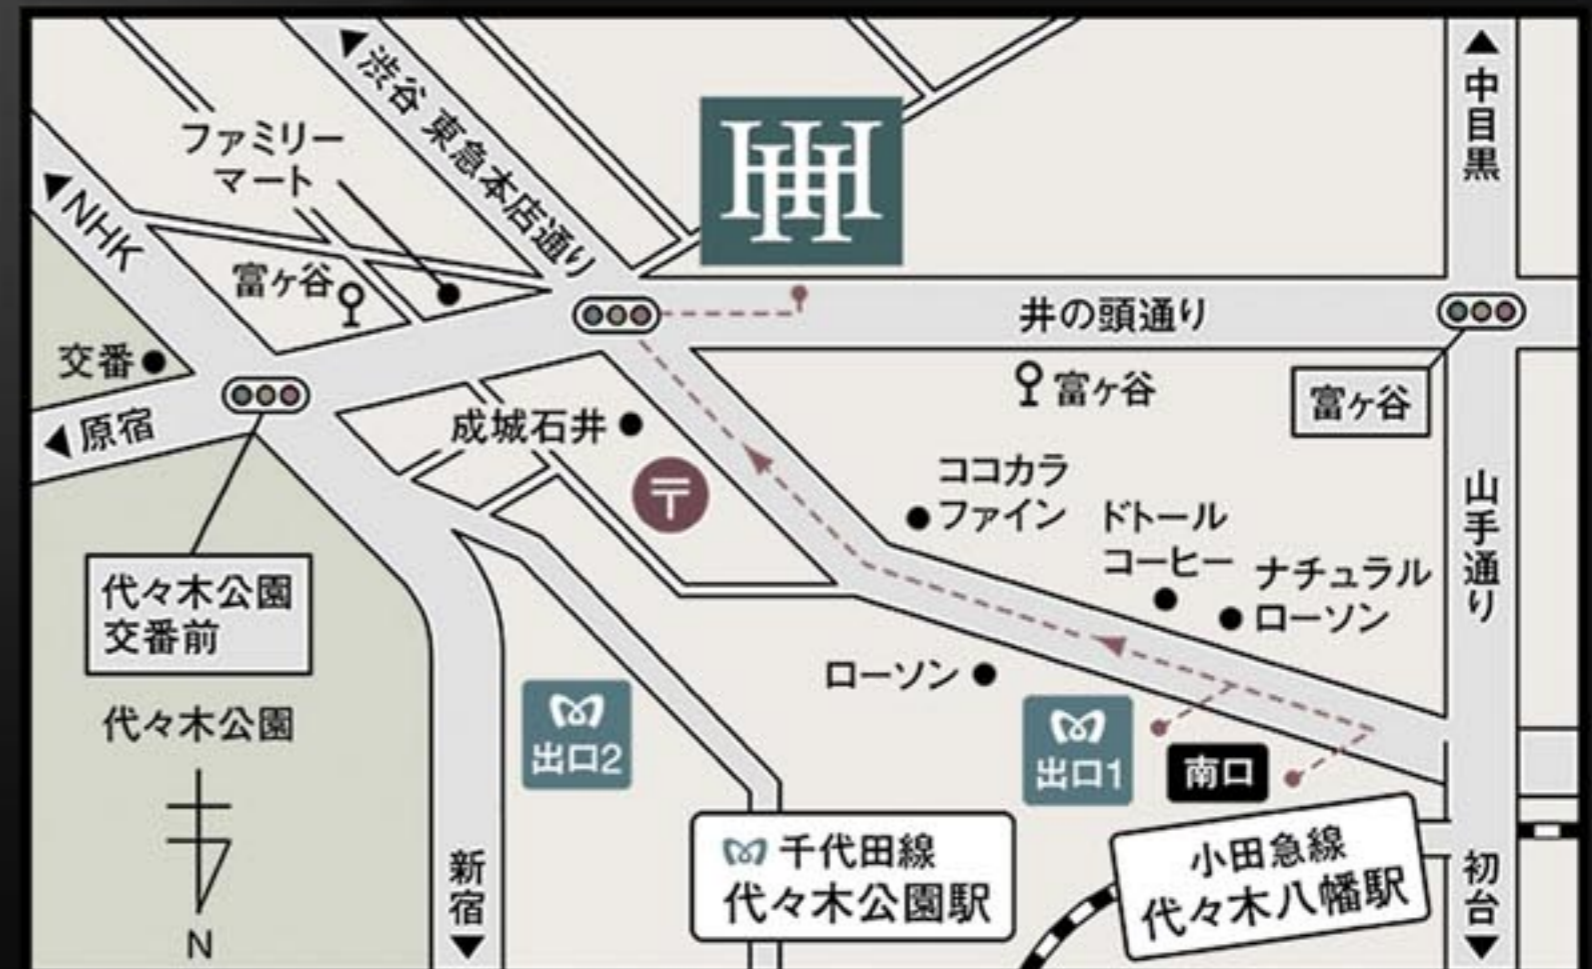 渋谷 東急本店通り
中目黒
ファミリー
マート
NHK
富ヶ谷
交番
原宿
井の頭通り
富ヶ谷
富ヶ谷
成城石井
〒
ココカラ
ファイン
ドトール
コーヒー
ナチュラル
ローソン
山手通り
代々木公園
交番前
ローソン
代々木公園
出口2
出口1
南口
千代田線
代々木公園駅
小田急線
代々木八幡駅
新宿
初台
N